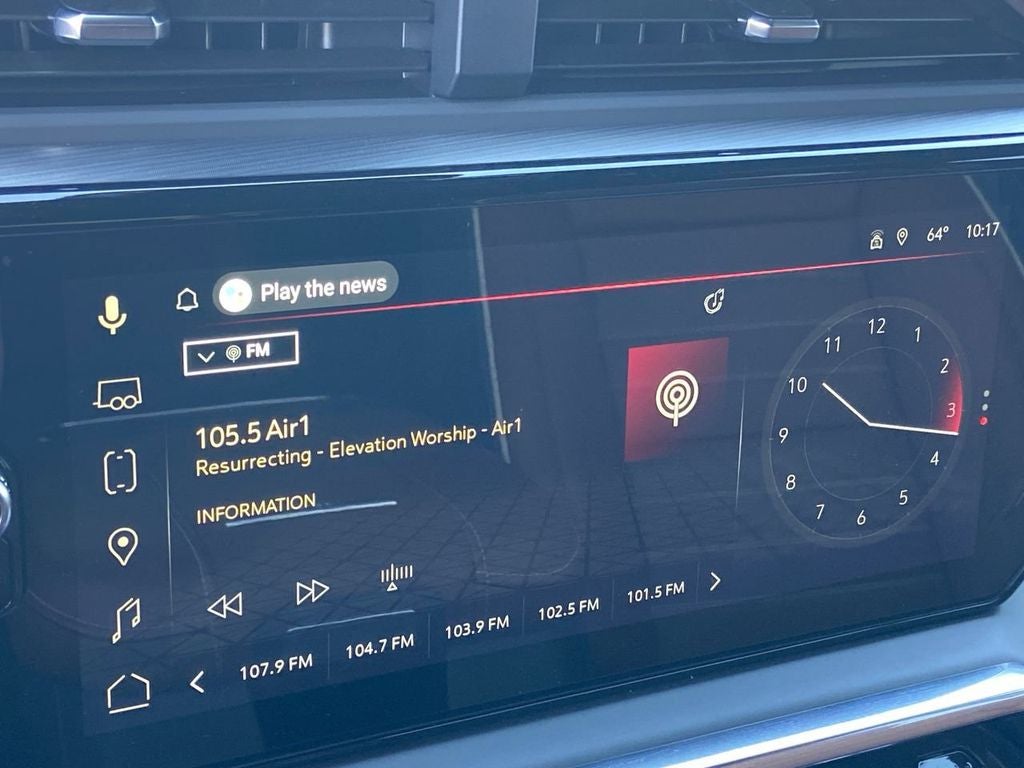 64° 10:17
Play the news
FM
105.5 Air1
Resurrecting - Elevation Worship - Air1
INFORMATION
107.9 FM 104.7 FM 103.9 FM 102.5 FM 101.5 FM
12
1
2
3
4
5
6
7
8
9
10
11